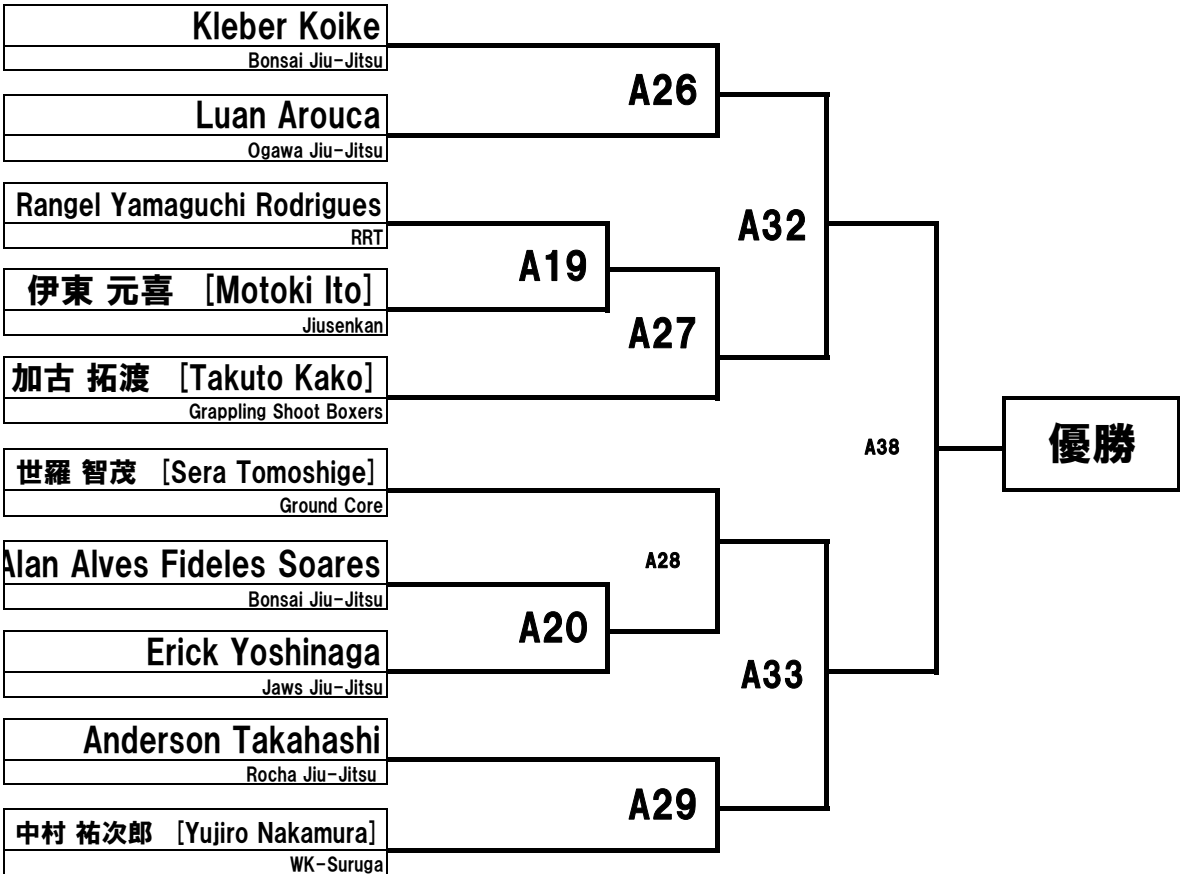 Kleber Koike
Bonsai Jiu-Jitsu
A26
Luan Arouca
Ogawa Jiu-Jitsu
Rangel Yamaguchi Rodrigues
RRT
A32
A19
伊東 元喜 [Motoki Ito]
Jiusenkan
A27
加古 拓渡 [Takuto Kako]
Grappling Shoot Boxers
A38
優勝
世羅 智茂 [Sera Tomoshige]
Ground Core
A28
Alan Alves Fideles Soares
Bonsai Jiu-Jitsu
A20
Erick Yoshinaga
Jaws Jiu-Jitsu
A33
Anderson Takahashi
Rocha Jiu-Jitsu
A29
中村 祐次郎 [Yujiro Nakamura]
WK-Suruga